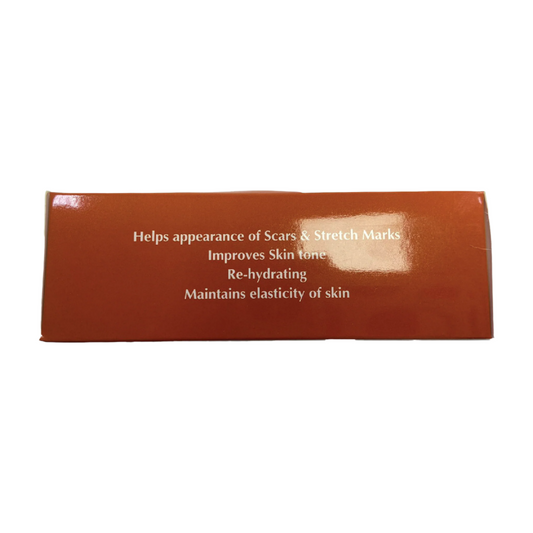 Helps appearance of Scars & Stretch Marks
Improves Skin tone
Re-hydrating
Maintains elasticity of skin